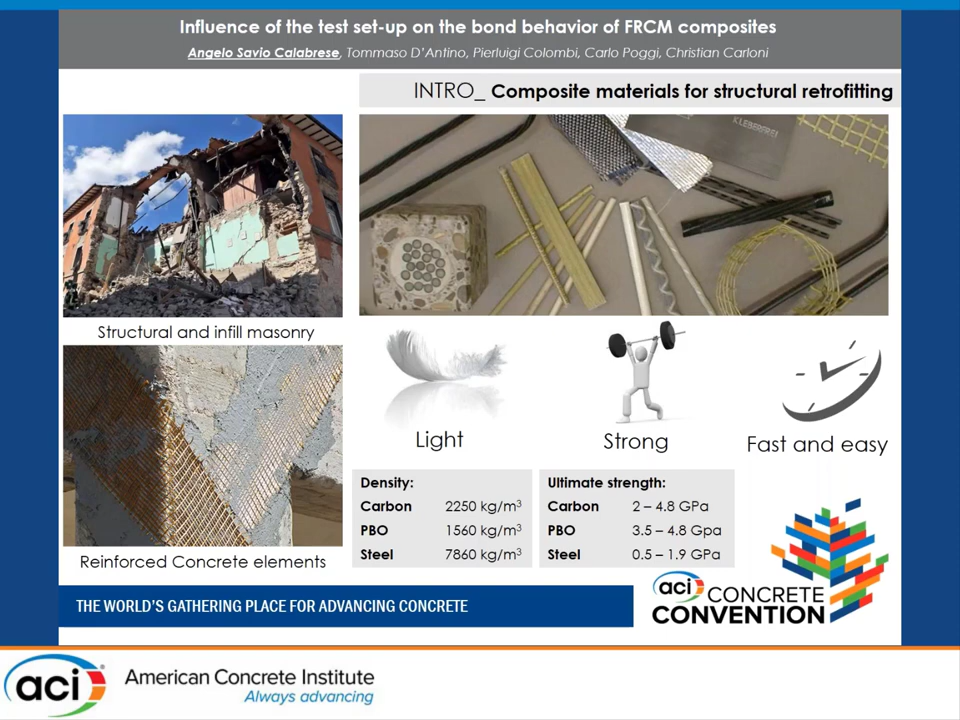 Influence of the test set-up on the bond behavior of FRCM composites
Angelo Savio Calabrese, Tommaso D'Antino, Pierluigi Colombi, Carlo Poggi, Christian Carloni
INTRO_ Composite materials for structural retrofitting
KLEBERFREI
Structural and infill masonry
Light
Strong
Fast and easy
Density:
Carbon 2250 kg/m³
PBO 1560 kg/m³
Steel 7860 kg/m³
Ultimate strength:
Carbon 2 – 4.8 GPa
PBO 3.5 – 4.8 Gpa
Steel 0.5 – 1.9 GPa
Reinforced Concrete elements
THE WORLD'S GATHERING PLACE FOR ADVANCING CONCRETE
aci CONCRETE
CONVENTION
aci American Concrete Institute
Always advancing